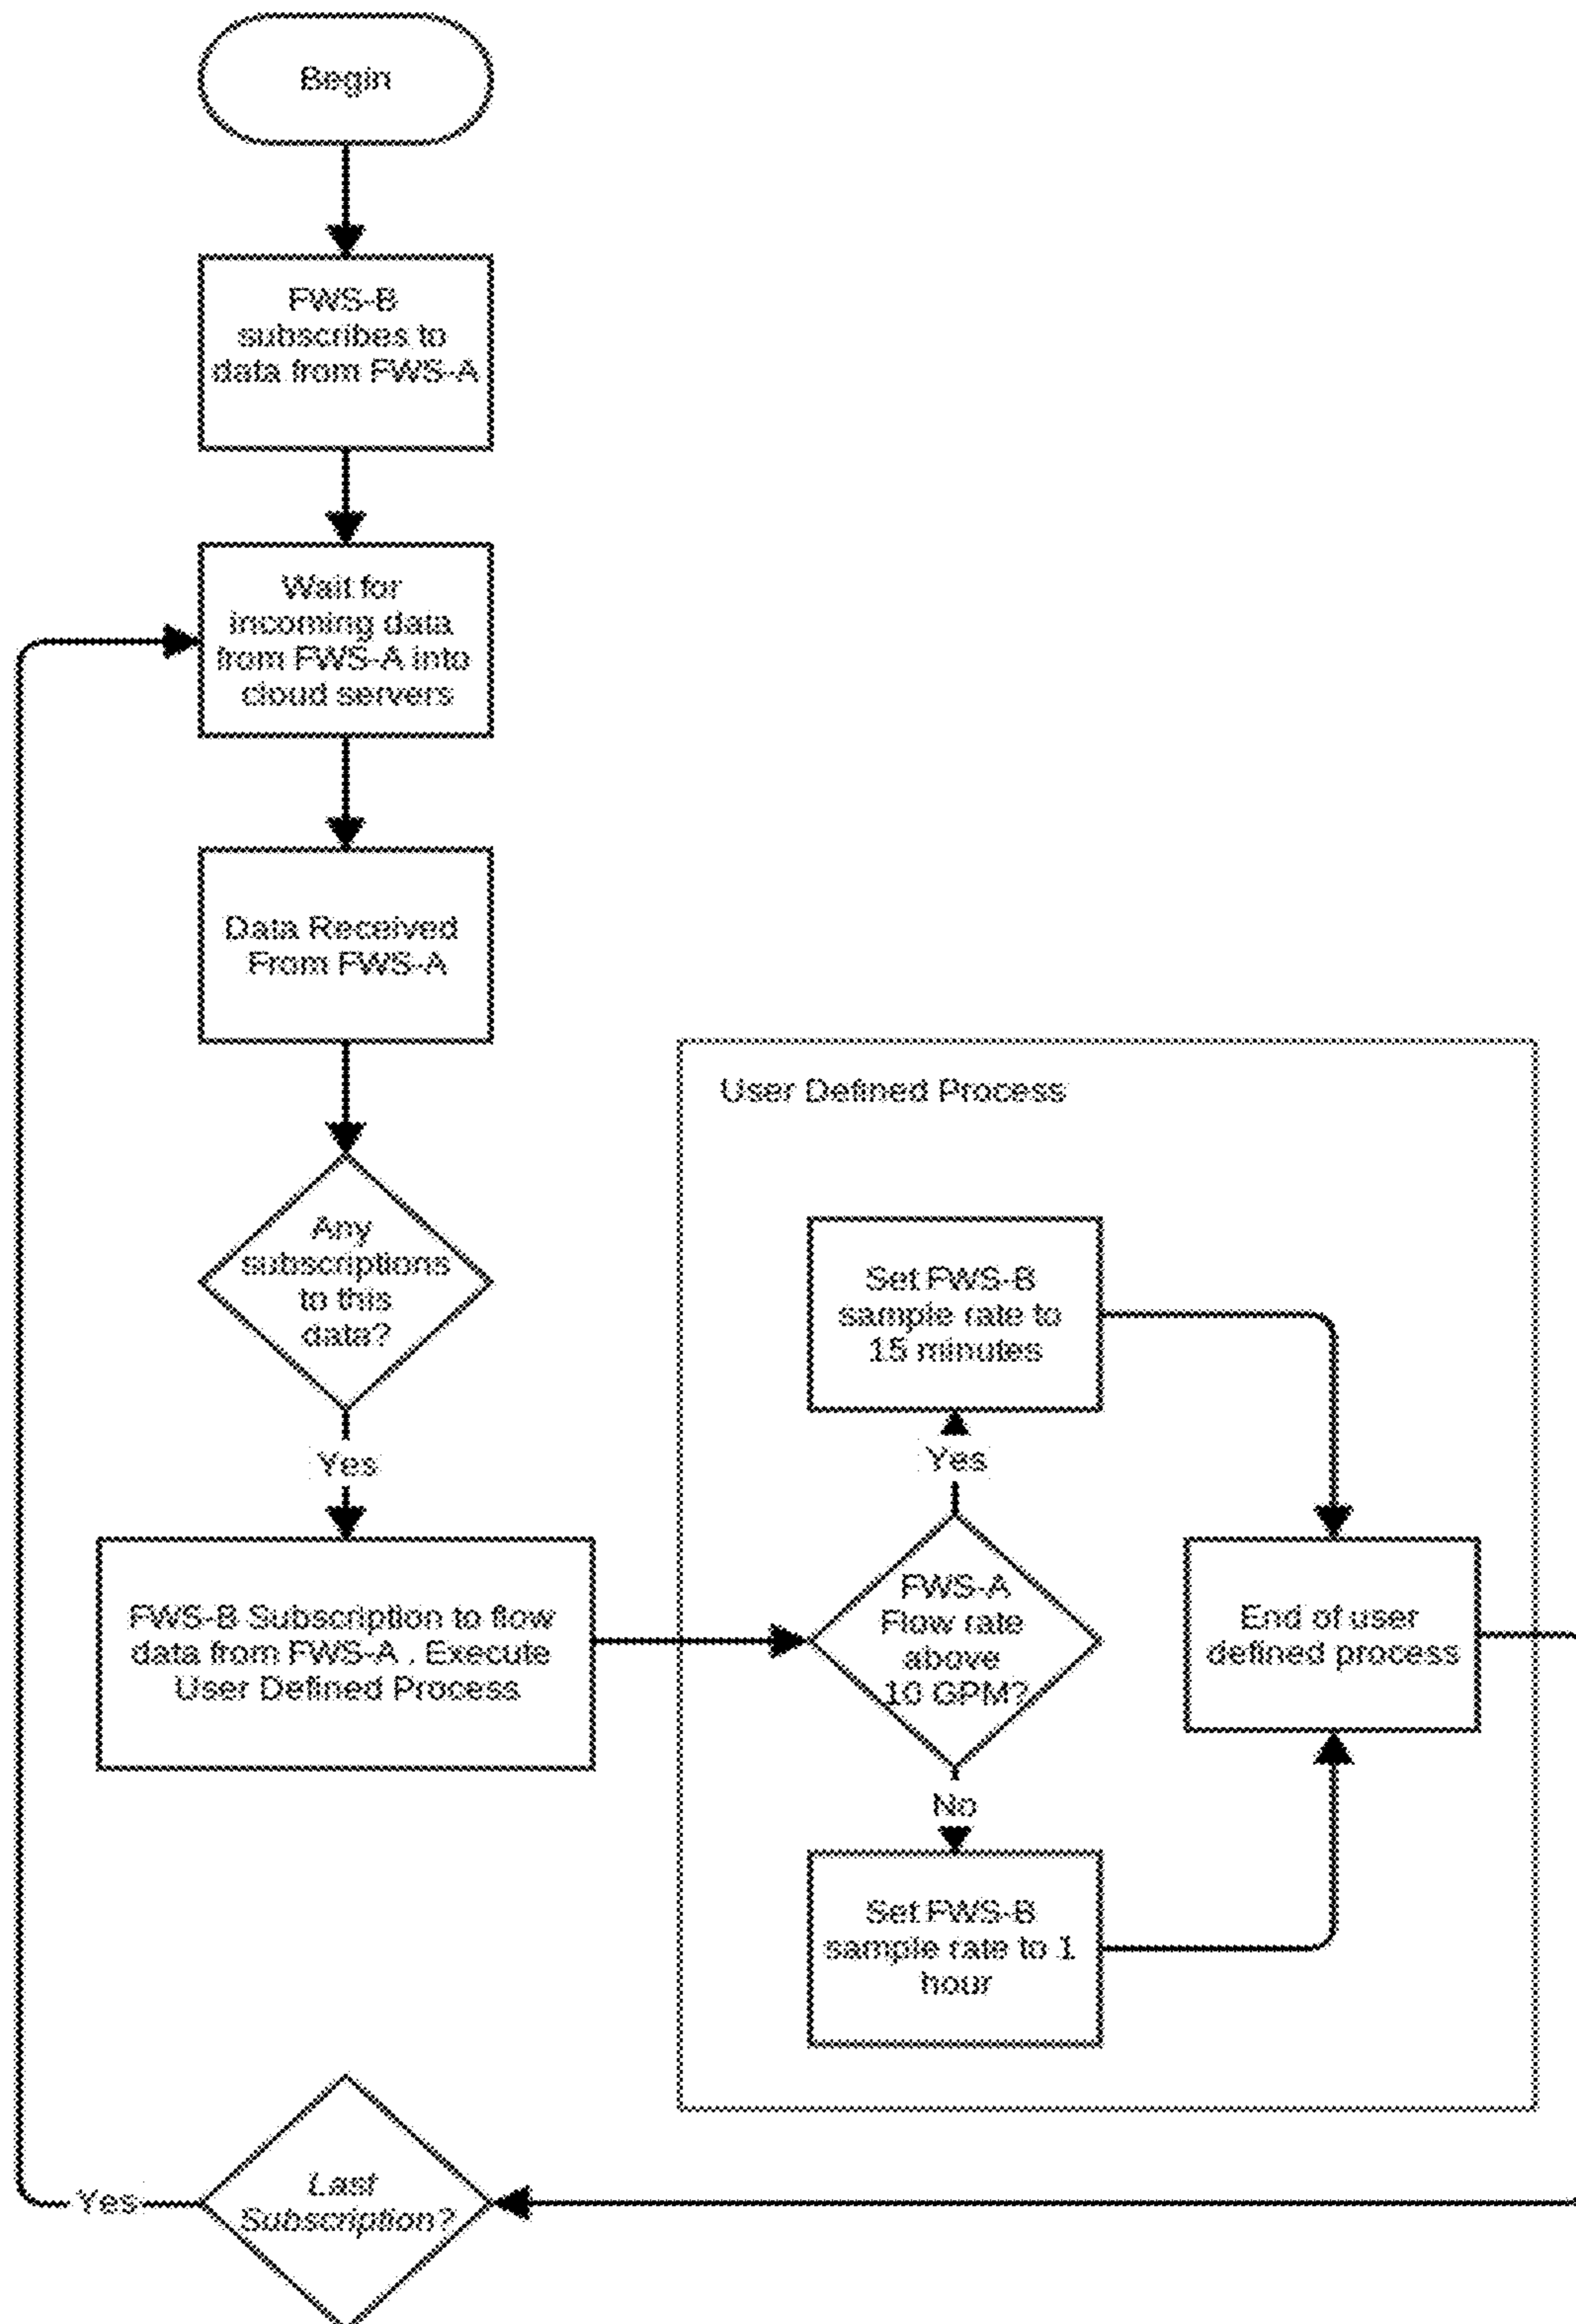 Begin
FWS-B
subscribes to
data from FWS-A
Wait for
incoming data
from FWS-A into
cloud servers
Data Received
From FWS-A
Any
subscriptions
to this
data?
Yes
FWS-B Subscription to flow
data from FWS-A . Execute
User Defined Process
User Defined Process
Set FWS-B
sample rate to
15 minutes
Yes
FWS-A
Flow rate
above
10 GPM?
No
Set FWS-B
sample rate to 1
hour
End of user
defined process
Last
Subscription?
Yes